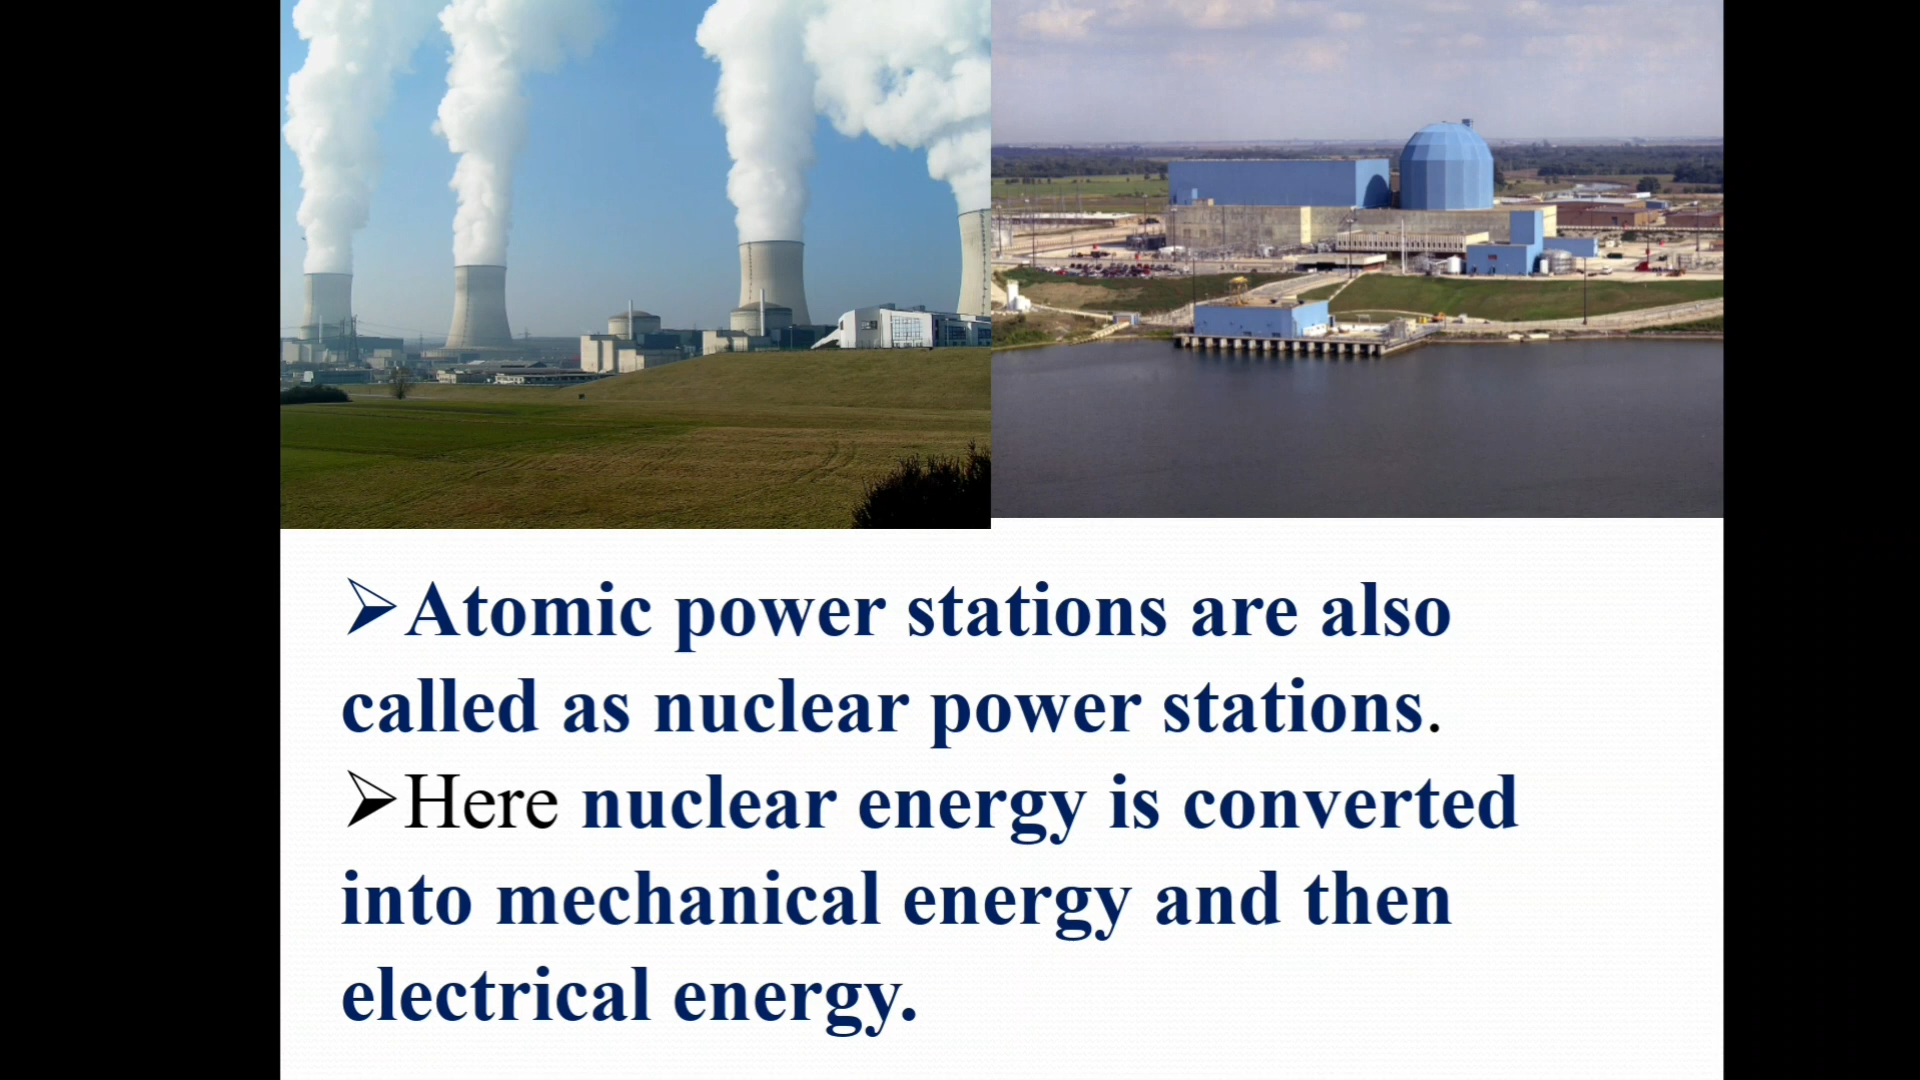 ➢Atomic power stations are also
called as nuclear power stations.
➢Here nuclear energy is converted
into mechanical energy and then
electrical energy.